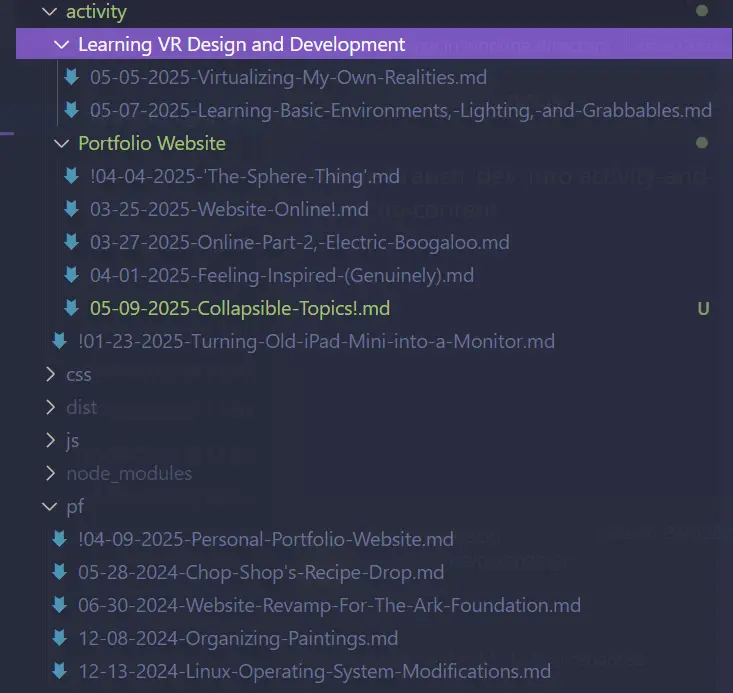 activity
Learning VR Design and Development
05-05-2025-Virtualizing-My-Own-Realities.md
05-07-2025-Learning-Basic-Environments,-Lighting,-and-Grabbables.md
Portfolio Website
!04-04-2025-'The-Sphere-Thing'.md
03-25-2025-Website-Online!.md
03-27-2025-Online-Part-2,-Electric-Boogaloo.md
04-01-2025-Feeling-Inspired-(Genuinely).md
05-09-2025-Collapsible-Topics!.md U
!01-23-2025-Turning-Old-iPad-Mini-into-a-Monitor.md
css
dist
js
node_modules
pf
!04-09-2025-Personal-Portfolio-Website.md
05-28-2024-Chop-Shop's-Recipe-Drop.md
06-30-2024-Website-Revamp-For-The-Ark-Foundation.md
12-08-2024-Organizing-Paintings.md
12-13-2024-Linux-Operating-System-Modifications.md